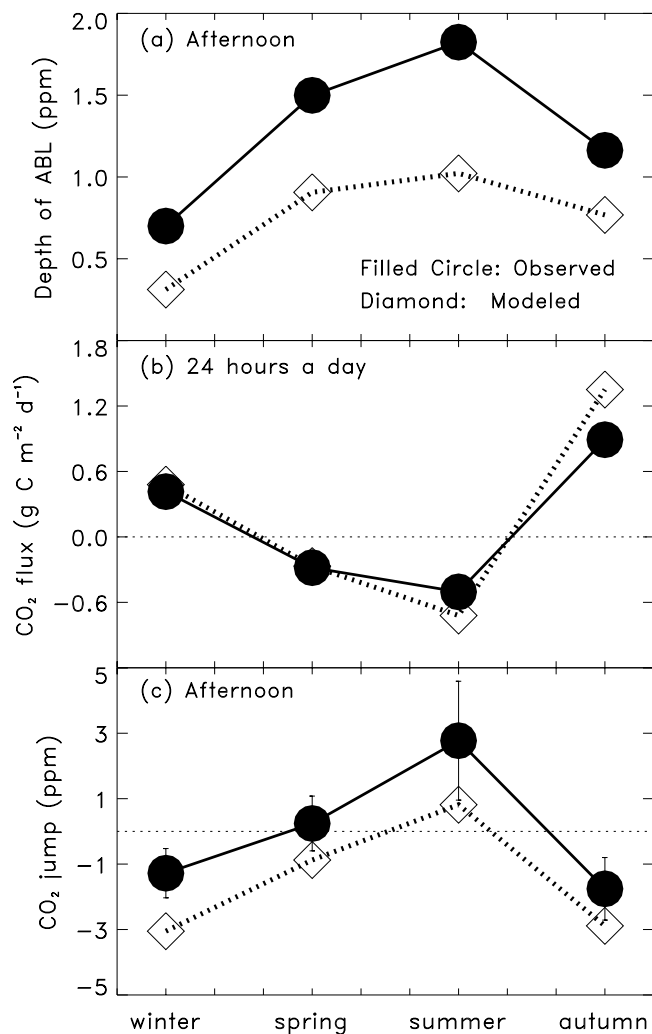 2.0
(a) Afternoon
1.5
1.0
0.5
Depth of ABL (ppm)
Filled Circle: Observed
Diamond: Modeled
1.8
(b) 24 hours a day
1.2
0.6
0.0
−0.6
CO₂ flux (g C m⁻² d⁻¹)
5
(c) Afternoon
3
1
−1
−3
−5
CO₂ jump (ppm)
winter spring summer autumn